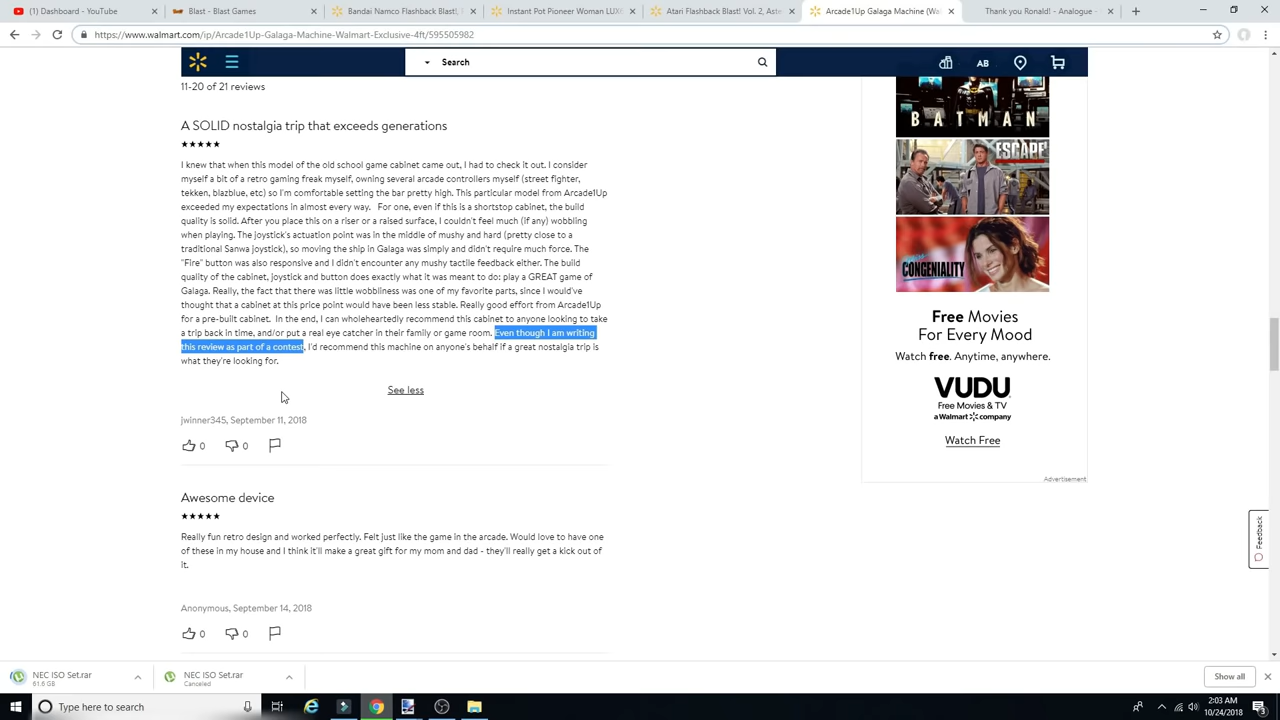 (1) Dashboard - YouTube
Bandai Namco Flashback Blast!,
Instant Pot Pioneer Woman LUX
Atari Flashback Blast! Vol. 2, Aste
Arcade1Up Galaga Machine, Wal
Thank you Ronald! - Analogue -
https://www.walmart.com/ip/Arcade1Up-Galaga-Machine-Walmart-Exclusive-4ft/595505982
Search
AB
11-20 of 21 reviews
A SOLID nostalgia trip that exceeds generations
★★★★★
I knew that when this model of the old school game cabinet came out, I had to check it out. I consider
myself a bit of a retro gaming freak myself, owning several arcade controllers myself (street fighter,
tekken, blazblue, etc) so I'm comfortable setting the bar pretty high. This particular model from Arcade1Up
exceeded my expectations in almost every way. For one, even if this is a shortstop cabinet, the build
quality is solid. After you place this on a riser or a raised surface, I couldn't feel much (if any) wobbling
when playing. The joystick's actuation point was in the middle of mushy and hard (pretty close to a
traditional Sanwa joystick), so moving the ship in Galaga was simply and didn't require much force. The
"Fire" button was also responsive and I didn't encounter any mushy tactile feedback either. The build
quality of the cabinet, joystick and button does exactly what it was meant to do: play a GREAT game of
Galaga. Really, the fact that there was little wobbliness was one of my favorite parts, since I would've
thought that a cabinet at this price point would have been less stable. Really good effort from Arcade1Up
for a pre-built cabinet. In the end, I can wholeheartedly recommend this cabinet to anyone looking to take
a trip back in time, and/or put a real eye catcher in their family or game room. Even though I am writing
this review as part of a contest, I'd recommend this machine on anyone's behalf if a great nostalgia trip is
what they're looking for.
See less
jwinner345, September 11, 2018
0
0
Awesome device
★★★★★
Really fun retro design and worked perfectly. Felt just like the game in the arcade. Would love to have one
of these in my house and I think it'll make a great gift for my mom and dad - they'll really get a kick out of
it.
Anonymous, September 14, 2018
0
0
BATMAN
ESCAPE
CONGENIALITY
Free Movies
For Every Mood
Watch free. Anytime, anywhere.
VUDU
Free Movies & TV
a Walmart company
Watch Free
Advertisement
Feedback
NEC ISO Set.rar
61.6 GB
NEC ISO Set.rar
Canceled
Show all
Type here to search
2:03 AM
10/24/2018